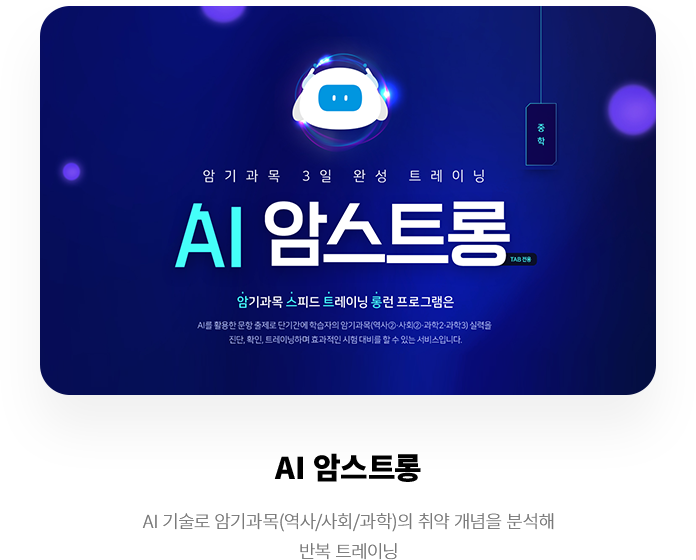 중
학
암기과목 3일 완성 트레이닝
AI 암스트롱
TAB 전용
암기과목 스피드 트레이닝 롱런 프로그램은
AI를 활용한 문항 출제로 단기간에 학습자의 암기과목(역사②·사회②·과학2·과학3) 실력을
진단, 확인, 트레이닝하며 효과적인 시험 대비를 할 수 있는 서비스입니다.
AI 암스트롱
AI 기술로 암기과목(역사/사회/과학)의 취약 개념을 분석해
반복 트레이닝